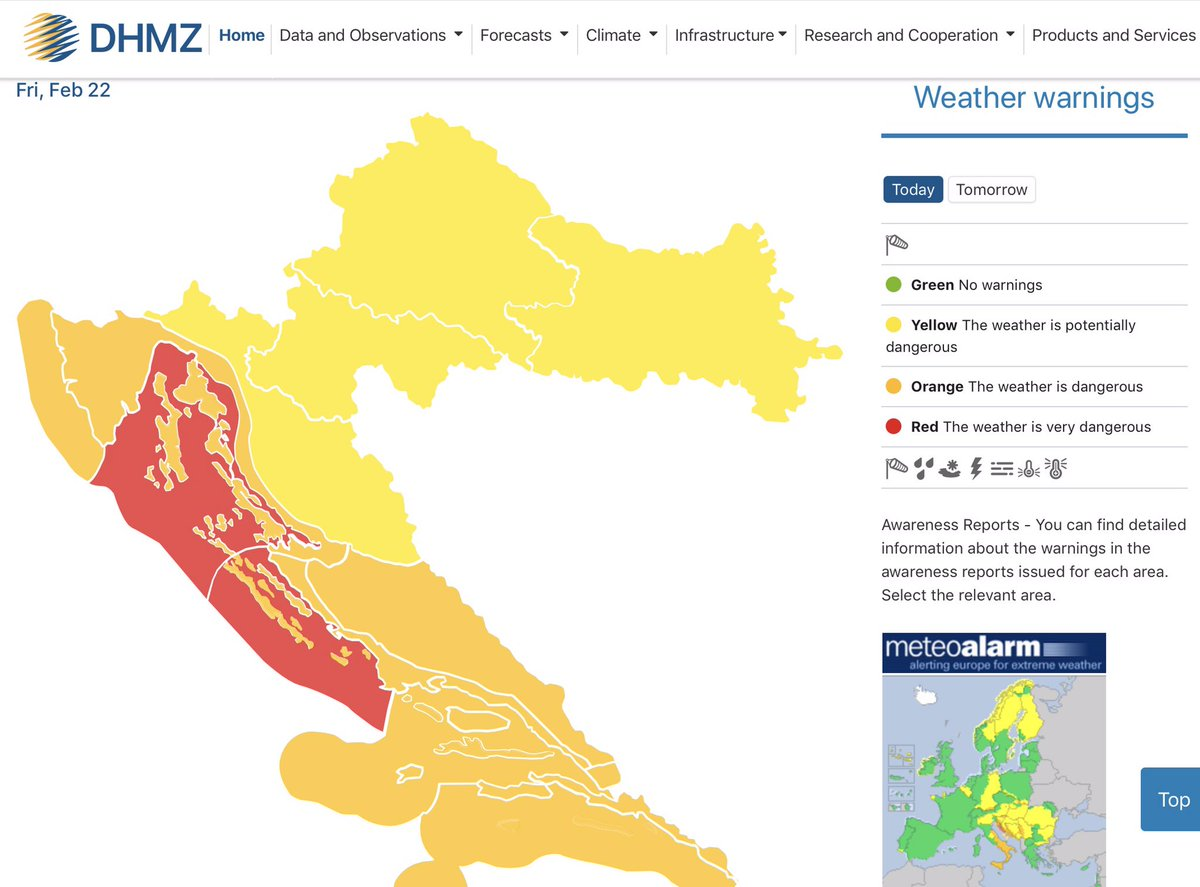 DHMZ
Home
Data and Observations
Forecasts
Climate
Infrastructure
Research and Cooperation
Products and Services
Fri, Feb 22
Weather warnings
Today
Tomorrow
Green No warnings
Yellow The weather is potentially
dangerous
Orange The weather is dangerous
Red The weather is very dangerous
Awareness Reports - You can find detailed
information about the warnings in the
awareness reports issued for each area.
Select the relevant area.
meteoalarm
alerting europe for extreme weather
Top